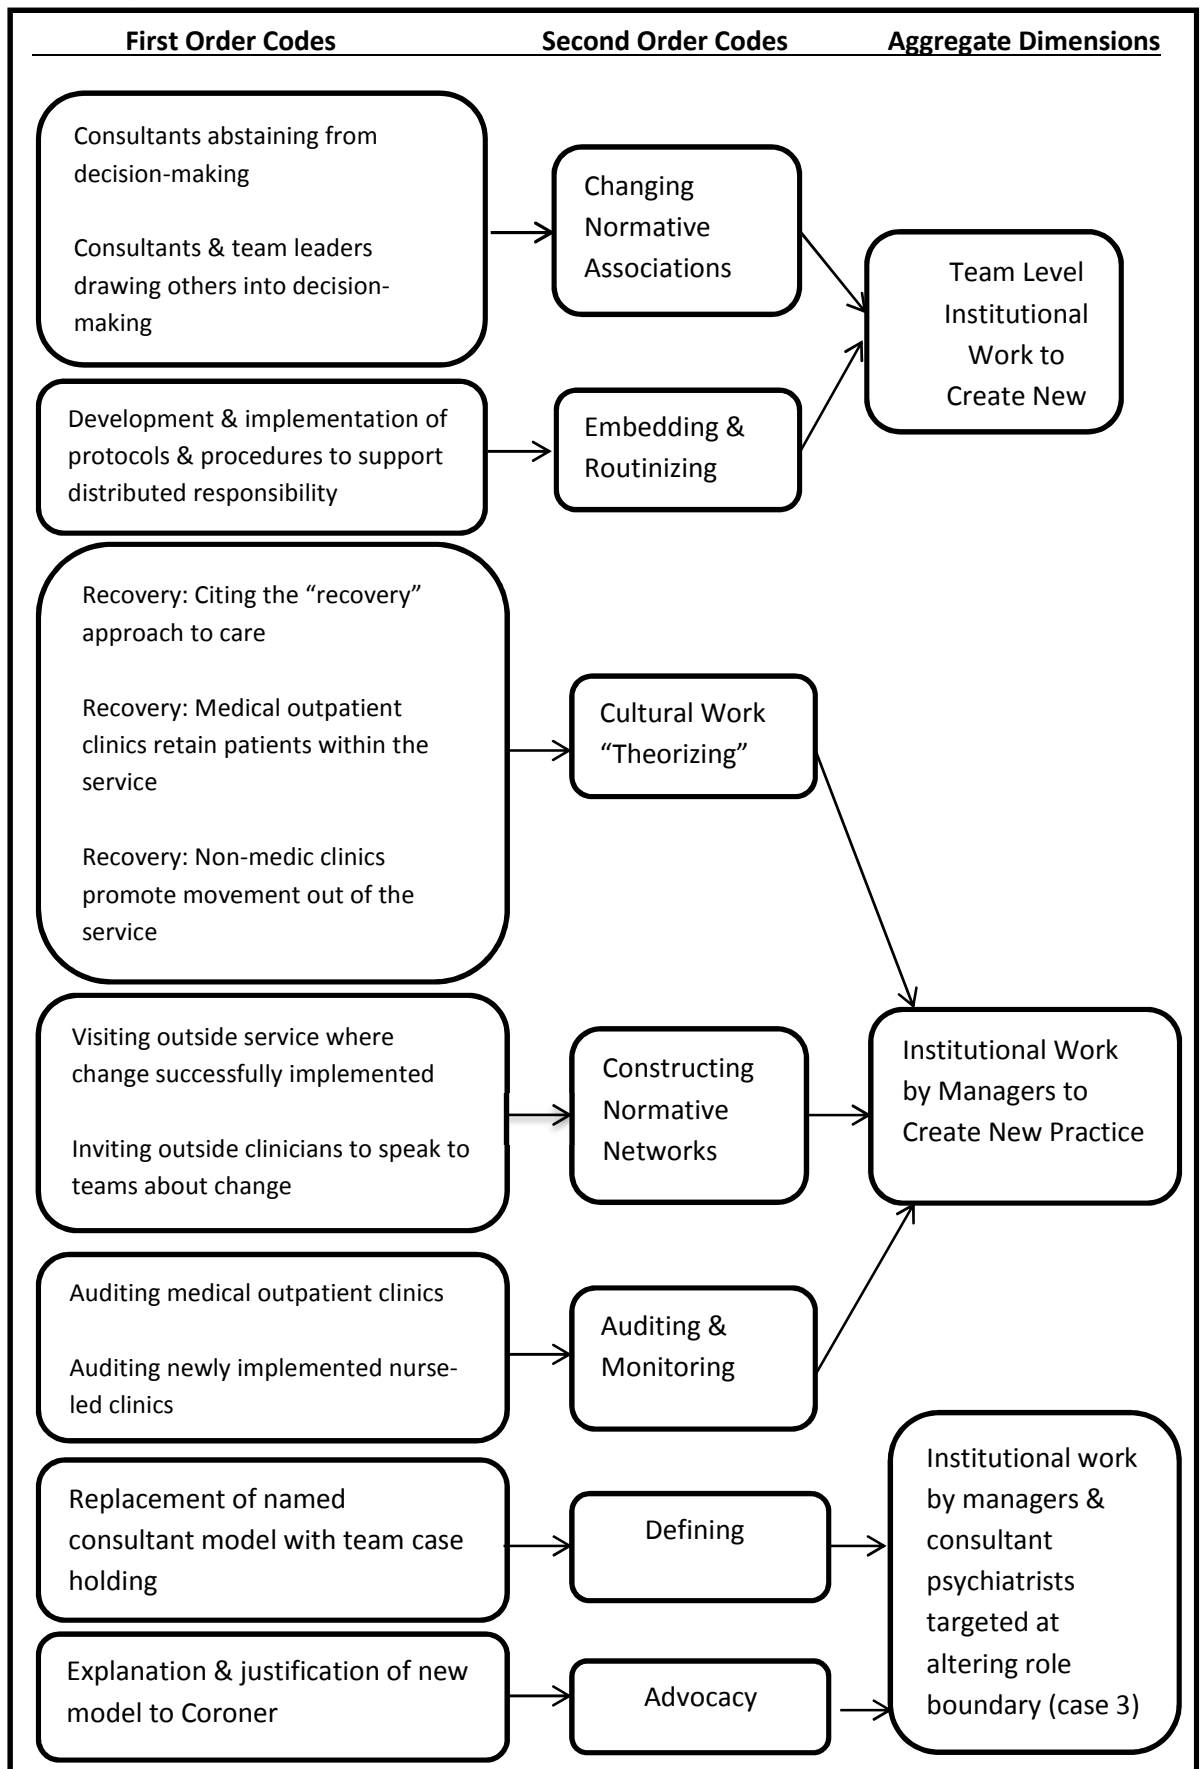 First Order Codes
Second Order Codes
Aggregate Dimensions
Consultants abstaining from
decision-making
Consultants & team leaders
drawing others into decision-
making
Changing
Normative
Associations
Team Level
Institutional
Work to
Create New
Development & implementation of
protocols & procedures to support
distributed responsibility
Embedding &
Routinizing
Recovery: Citing the “recovery”
approach to care
Recovery: Medical outpatient
clinics retain patients within the
service
Recovery: Non-medic clinics
promote movement out of the
service
Cultural Work
“Theorizing”
Visiting outside service where
change successfully implemented
Inviting outside clinicians to speak to
teams about change
Constructing
Normative
Networks
Institutional Work
by Managers to
Create New Practice
Auditing medical outpatient clinics
Auditing newly implemented nurse-
led clinics
Auditing &
Monitoring
Replacement of named
consultant model with team case
holding
Defining
Institutional work
by managers &
consultant
psychiatrists
targeted at
altering role
boundary (case 3)
Explanation & justification of new
model to Coroner
Advocacy